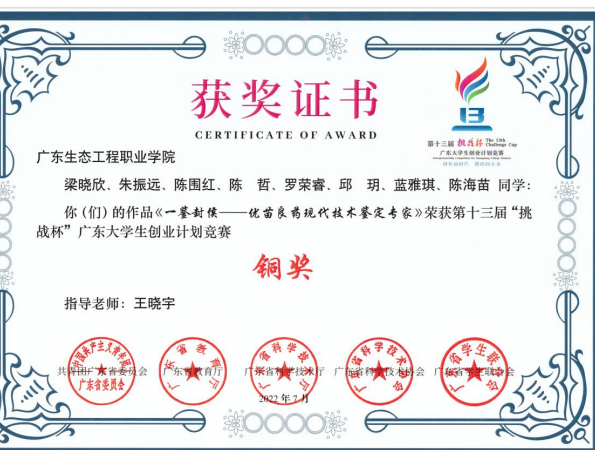 获奖证书
CERTIFICATE OF AWARD
第十三届 挑战杯 The 13th Challenge Cup
广东大学生创业计划竞赛
广东生态工程职业学院
梁晓欣、朱振远、陈围红、陈 哲、罗荣睿、邱 玥、蓝雅琪、陈海苗 同学：
你（们）的作品《一鉴封侯——优苗良药现代技术鉴定专家》荣获第十三届“挑
战杯”广东大学生创业计划竞赛
铜奖
指导老师：王晓宇
共青团广东省委员会 广东省教育厅 广东省科学技术厅 广东省科学技术协会 广东省学生联合会
2022年7月